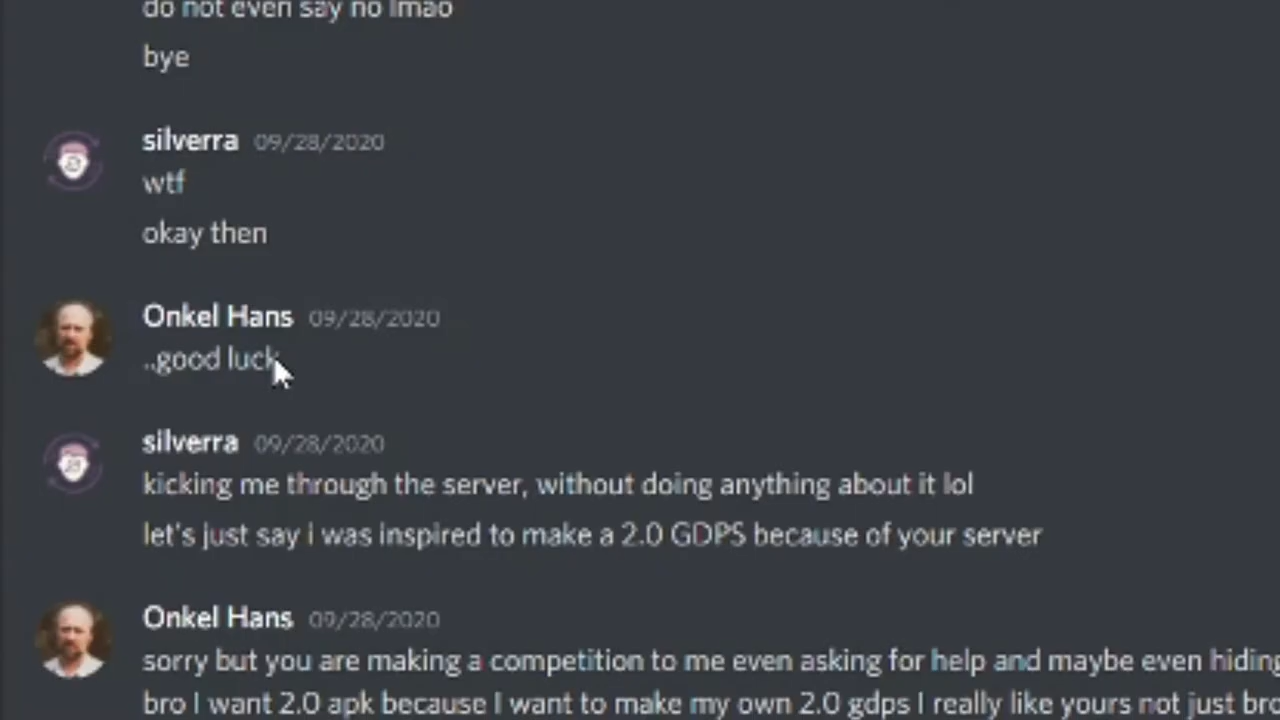 do not even say no lmao
bye
silverra 09/28/2020
wtf
okay then
Onkel Hans 09/28/2020
..good luck
silverra 09/28/2020
kicking me through the server, without doing anything about it lol
let's just say i was inspired to make a 2.0 GDPS because of your server
Onkel Hans 09/28/2020
sorry but you are making a competition to me even asking for help and maybe even hiding
bro I want 2.0 apk because I want to make my own 2.0 gdps I really like yours not just bro